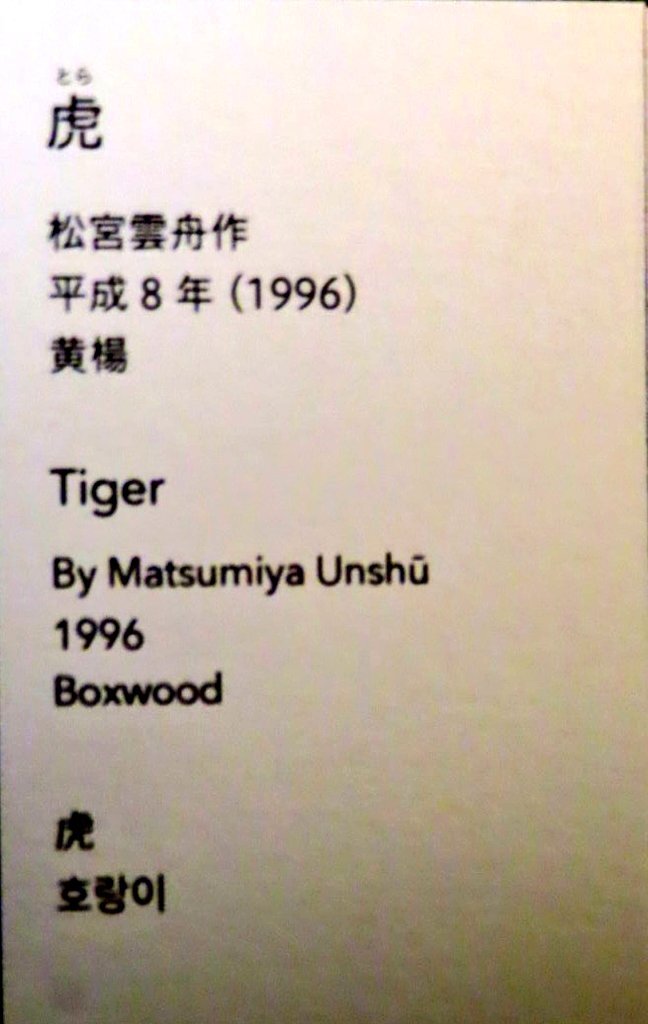 とら
虎
松宮雲舟作
平成 8 年 (1996)
黄楊
Tiger
By Matsumiya Unshū
1996
Boxwood
虎
호랑이